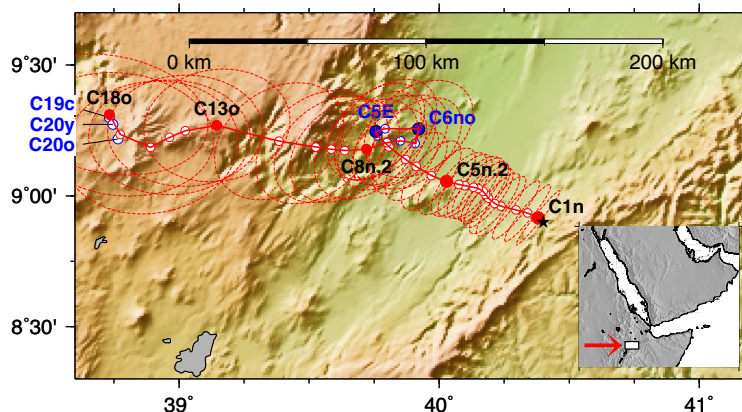 0 km 100 km 200 km
9˚30'
9˚00'
8˚30'
C19c
C20y
C20o
C18o
C13o
C5E
C6no
C8n.2
C5n.2
C1n
39˚ 40˚ 41˚